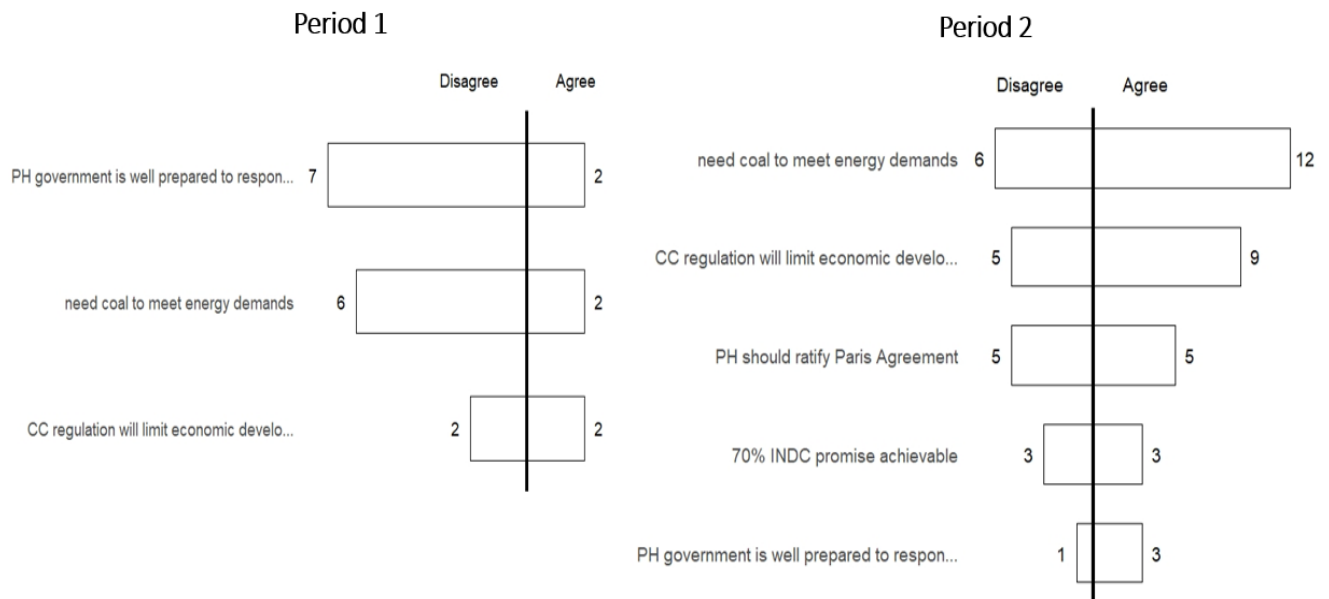 Period 1
Disagree Agree
PH government is well prepared to respon... 7 2
need coal to meet energy demands 6 2
CC regulation will limit economic develo... 2 2
Period 2
Disagree Agree
need coal to meet energy demands 6 12
CC regulation will limit economic develo... 5 9
PH should ratify Paris Agreement 5 5
70% INDC promise achievable 3 3
PH government is well prepared to respon... 1 3